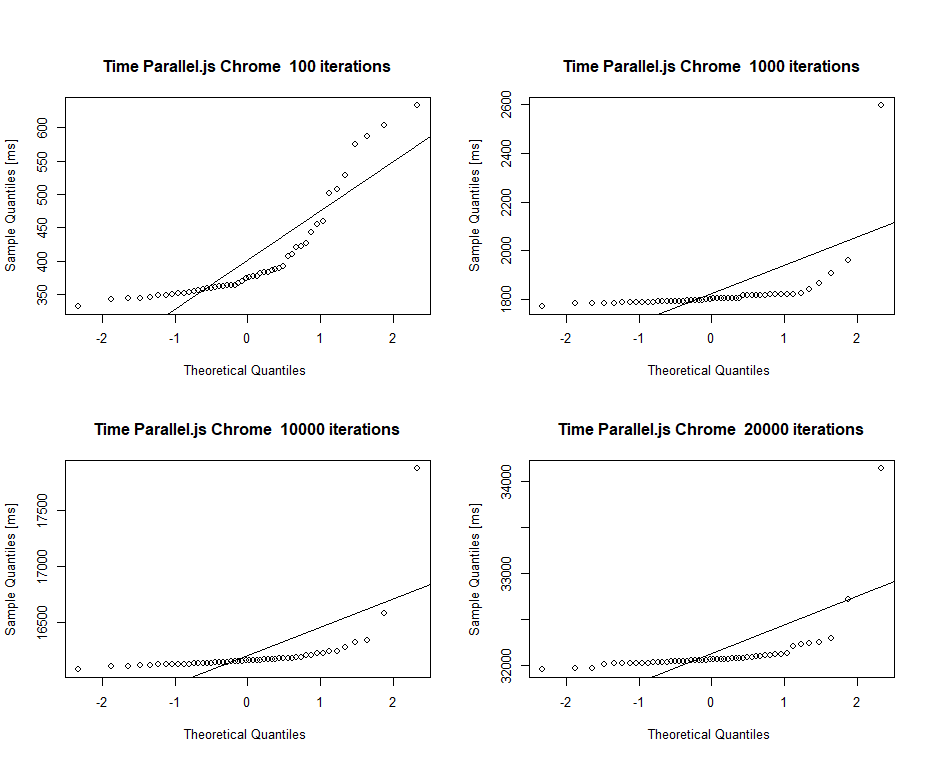 Time Parallel.js Chrome  100 iterations
Sample Quantiles [ms]
600
550
500
450
400
350
-2 -1 0 1 2
Theoretical Quantiles
Time Parallel.js Chrome  1000 iterations
Sample Quantiles [ms]
2600
2400
2200
2000
1800
-2 -1 0 1 2
Theoretical Quantiles
Time Parallel.js Chrome  10000 iterations
Sample Quantiles [ms]
17500
17000
16500
-2 -1 0 1 2
Theoretical Quantiles
Time Parallel.js Chrome  20000 iterations
Sample Quantiles [ms]
34000
33000
32000
-2 -1 0 1 2
Theoretical Quantiles